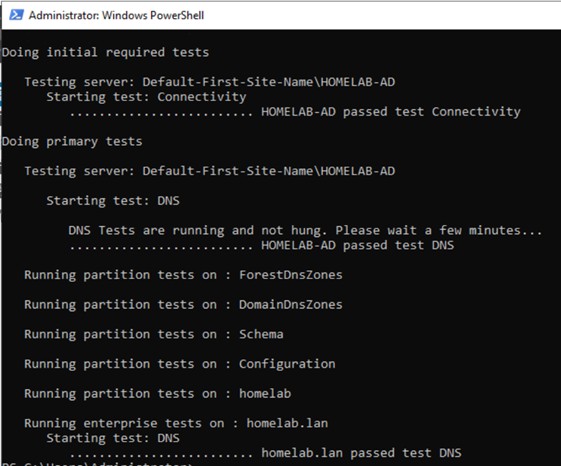 Administrator: Windows PowerShell
Doing initial required tests
Testing server: Default-First-Site-Name\HOMELAB-AD
Starting test: Connectivity
......................... HOMELAB-AD passed test Connectivity
Doing primary tests
Testing server: Default-First-Site-Name\HOMELAB-AD
Starting test: DNS
DNS Tests are running and not hung. Please wait a few minutes...
......................... HOMELAB-AD passed test DNS
Running partition tests on : ForestDnsZones
Running partition tests on : DomainDnsZones
Running partition tests on : Schema
Running partition tests on : Configuration
Running partition tests on : homelab
Running enterprise tests on : homelab.lan
Starting test: DNS
......................... homelab.lan passed test DNS